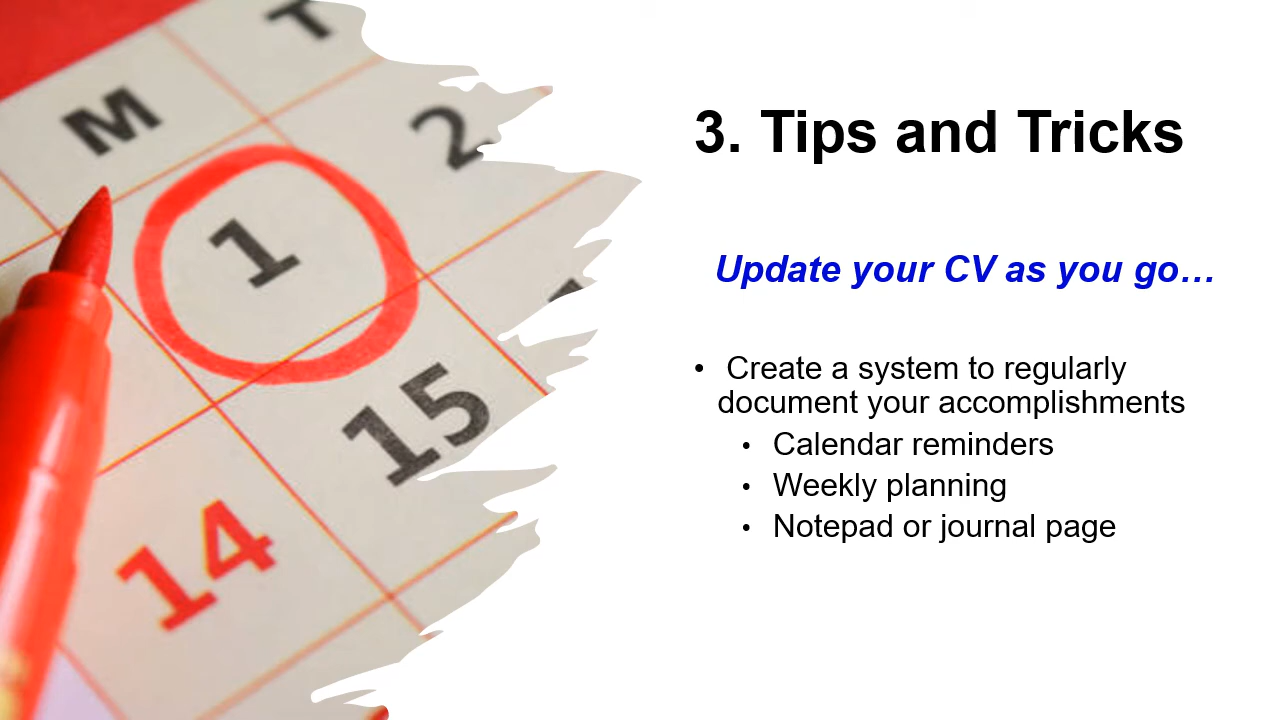 M T
2
1
15
14
3. Tips and Tricks
Update your CV as you go…
• Create a system to regularly
document your accomplishments
• Calendar reminders
• Weekly planning
• Notepad or journal page